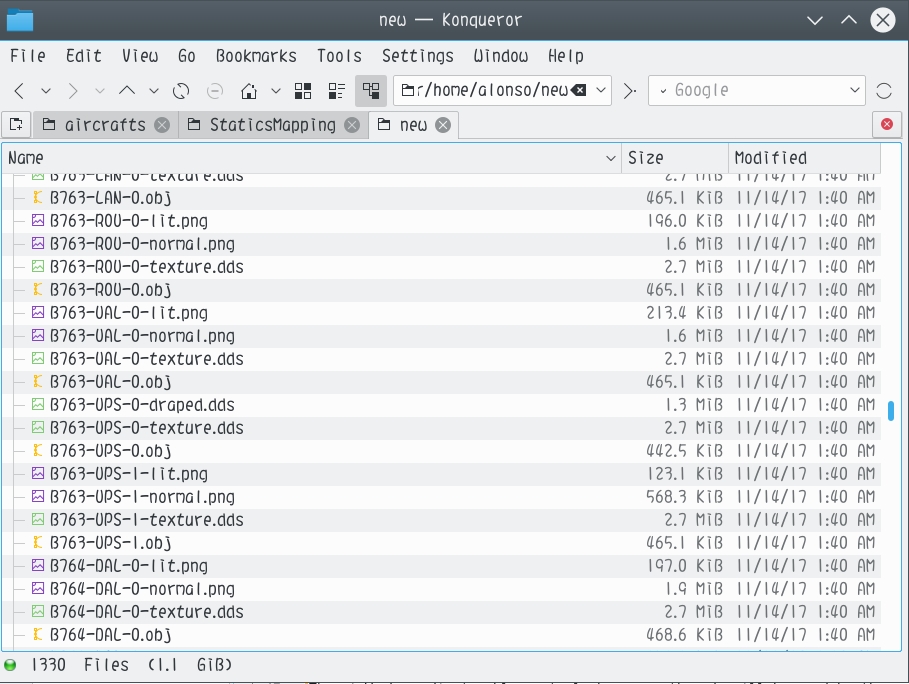 new — Konqueror
File Edit View Go Bookmarks Tools Settings Window Help
r/home/alonso/new Google
aircrafts StaticsMapping new
Name Size Modified
B763-LAN-0-texture.dds 2.7 MiB 11/14/17 1:40 AM
B763-LAN-0.obj 465.1 KiB 11/14/17 1:40 AM
B763-ROU-0-lit.png 196.0 KiB 11/14/17 1:40 AM
B763-ROU-0-normal.png 1.6 MiB 11/14/17 1:40 AM
B763-ROU-0-texture.dds 2.7 MiB 11/14/17 1:40 AM
B763-ROU-0.obj 465.1 KiB 11/14/17 1:40 AM
B763-UAL-0-lit.png 213.4 KiB 11/14/17 1:40 AM
B763-UAL-0-normal.png 1.6 MiB 11/14/17 1:40 AM
B763-UAL-0-texture.dds 2.7 MiB 11/14/17 1:40 AM
B763-UAL-0.obj 465.1 KiB 11/14/17 1:40 AM
B763-UPS-0-draped.dds 1.3 MiB 11/14/17 1:40 AM
B763-UPS-0-texture.dds 2.7 MiB 11/14/17 1:40 AM
B763-UPS-0.obj 442.5 KiB 11/14/17 1:40 AM
B763-UPS-1-lit.png 123.1 KiB 11/14/17 1:40 AM
B763-UPS-1-normal.png 568.3 KiB 11/14/17 1:40 AM
B763-UPS-1-texture.dds 2.7 MiB 11/14/17 1:40 AM
B763-UPS-1.obj 465.1 KiB 11/14/17 1:40 AM
B764-DAL-0-lit.png 197.0 KiB 11/14/17 1:40 AM
B764-DAL-0-normal.png 1.9 MiB 11/14/17 1:40 AM
B764-DAL-0-texture.dds 2.7 MiB 11/14/17 1:40 AM
B764-DAL-0.obj 468.6 KiB 11/14/17 1:40 AM
1330 Files (1.1 GiB)